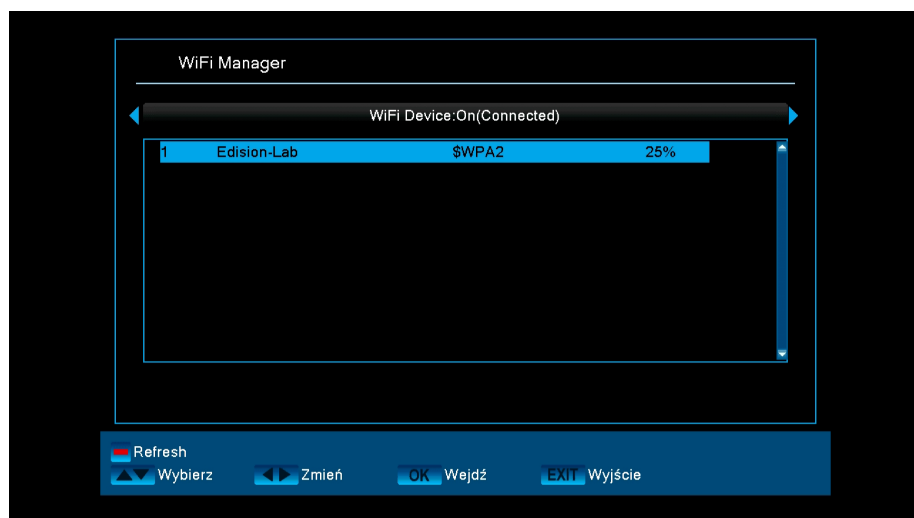 WiFi Manager
WiFi Device:On(Connected)
1 Edision-Lab $WPA2 25%
Refresh
Wybierz Zmień OK Wejdź EXIT Wyjście